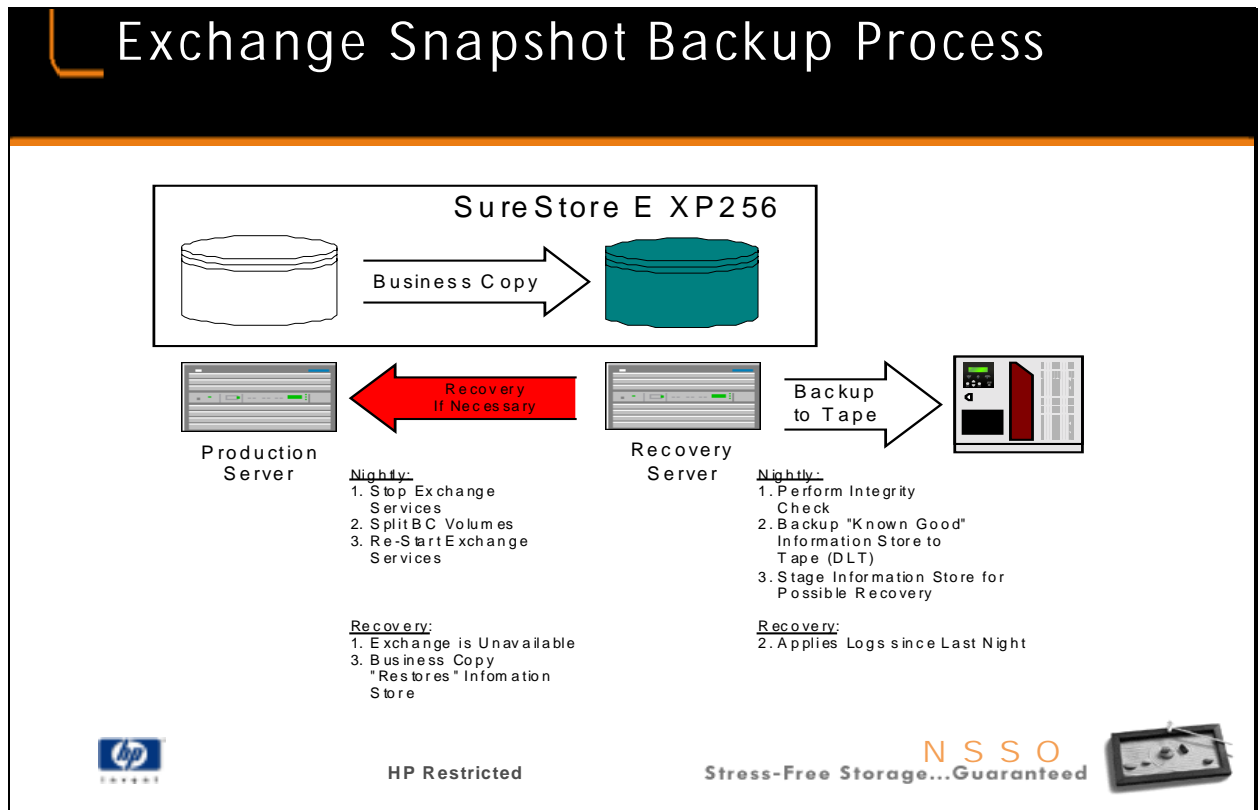 Exchange Snapshot Backup Process
SureStore E XP256
Business Copy
Recovery
If Necessary
Backup
to Tape
Production
Server
Recovery
Server
Nightly:
1. Stop Exchange
Services
2. Split BC Volumes
3. Re-Start Exchange
Services
Nightly:
1. Perform Integrity
Check
2. Backup "Known Good"
Information Store to
Tape (DLT)
3. Stage Information Store for
Possible Recovery
Recovery:
1. Exchange is Unavailable
3. Business Copy
"Restores" Infomation
Store
Recovery:
2. Applies Logs since Last Night
hp
invent
HP Restricted
NSSO
Stress-Free Storage...Guaranteed